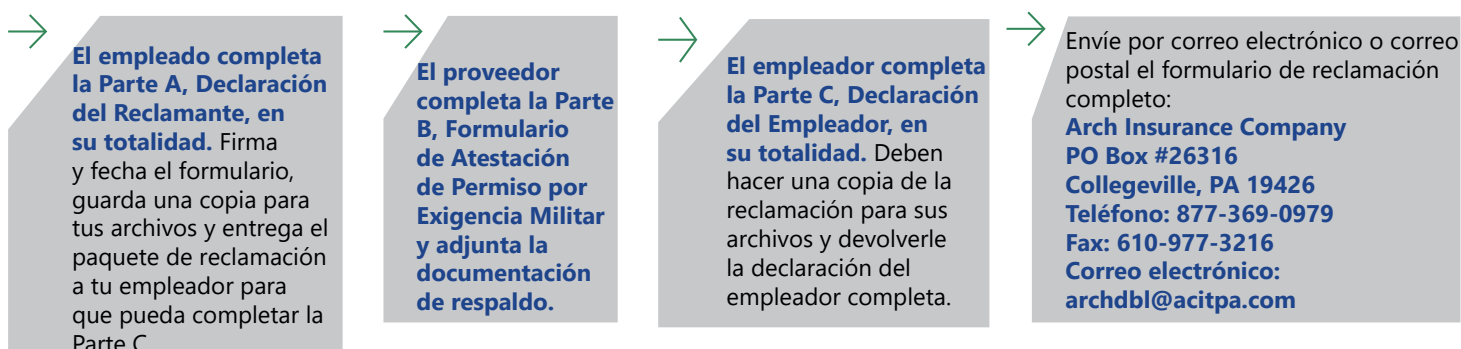 El empleado completa
la Parte A, Declaración
del Reclamante, en
su totalidad. Firma
y fecha el formulario,
guarda una copia para
tus archivos y entrega el
paquete de reclamación
a tu empleador para
que pueda completar la
Parte C
El proveedor
completa la Parte
B, Formulario
de Atestación
de Permiso por
Exigencia Militar
y adjunta la
documentación
de respaldo.
El empleador completa
la Parte C, Declaración
del Empleador, en
su totalidad. Deben
hacer una copia de la
reclamación para sus
archivos y devolverle
la declaración del
empleador completa.
Envíe por correo electrónico o correo
postal el formulario de reclamación
completo:
Arch Insurance Company
PO Box #26316
Collegeville, PA 19426
Teléfono: 877-369-0979
Fax: 610-977-3216
Correo electrónico:
archdbl@acitpa.com